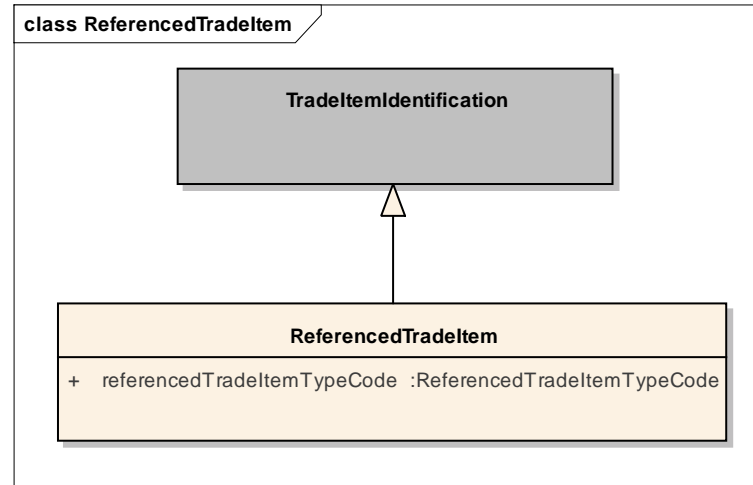 class ReferencedTradeItem
TradeItemIdentification
ReferencedTradeItem
+ referencedTradeItemTypeCode :ReferencedTradeItemTypeCode